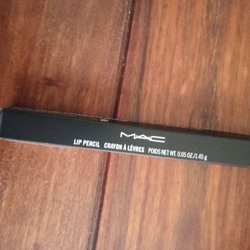 MAC
LIP PENCIL CRAYON À LÈVRES POIDS NET WT. 0.05 OZ./1.45 g